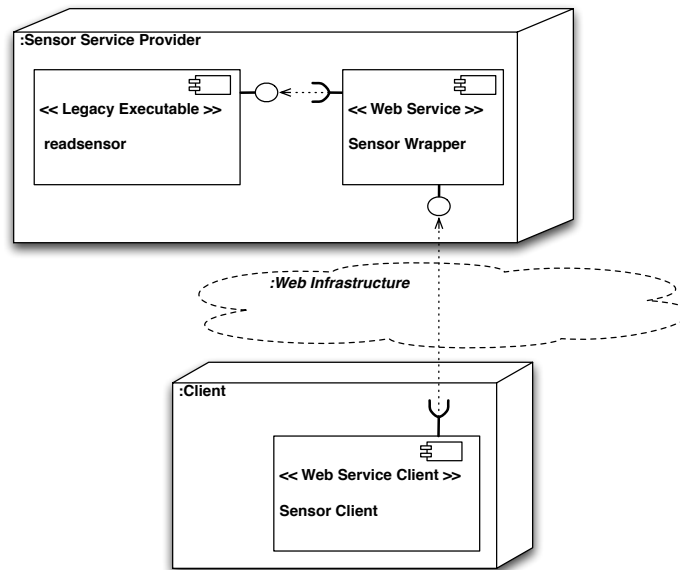 :Sensor Service Provider
<< Legacy Executable >>
readsensor
<< Web Service >>
Sensor Wrapper
:Web Infrastructure
:Client
<< Web Service Client >>
Sensor Client